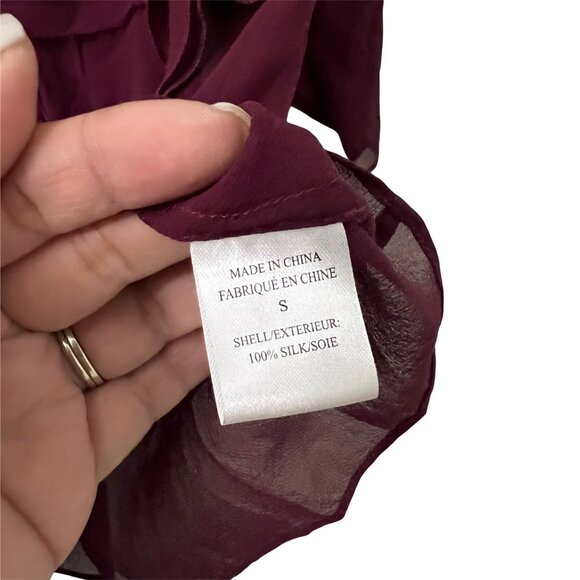 MADE IN CHINA
FABRIQUÉ EN CHINE
S
SHELL/EXTERIEUR:
100% SILK/SOIE